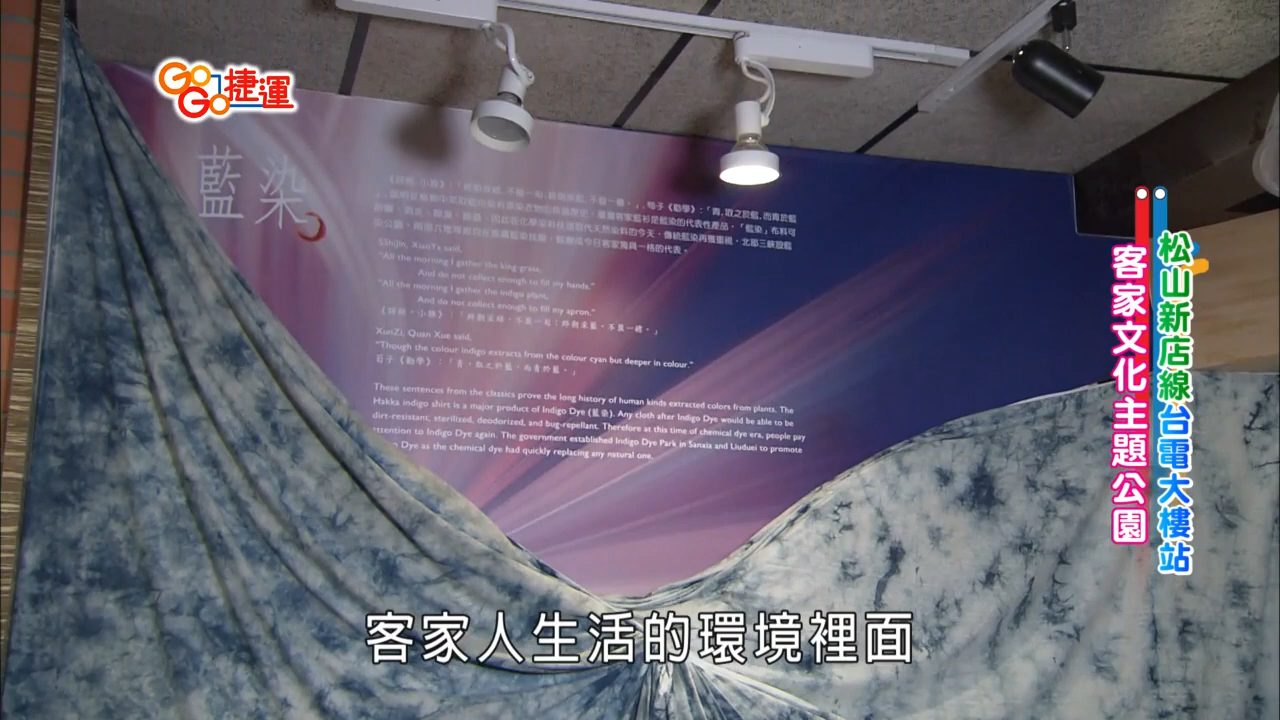 GoGo捷運
藍染
SShiJin, XiaoYa said,
"All the morning I gather the king-grass,
And do not collect enough to fill my hands."
"All the morning I gather the indigo plant,
And do not collect enough to fill my apron."
XunZi, Quan Xue said,
"Though the colour indigo extracts from the colour cyan but deeper in colour."
荀子《勸學》：「青，取之於藍，而青於藍。」
These sentences from the classics prove the long history of human kinds extracted colors from plants. The
Hakka indigo shirt is a major product of Indigo Dye (藍染). Any cloth after Indigo Dye would be able to be
dirt-resistant, sterilized, deodorized, and bug-repellant. Therefore at this time of chemical dye era, people pay
attention to Indigo Dye again. The government established Indigo Dye Park in Sanxia and Liuduei to promote
Dye as the chemical dye had quickly replacing any natural one.
松山新店線台電大樓站
客家文化主題公園
客家人生活的環境裡面